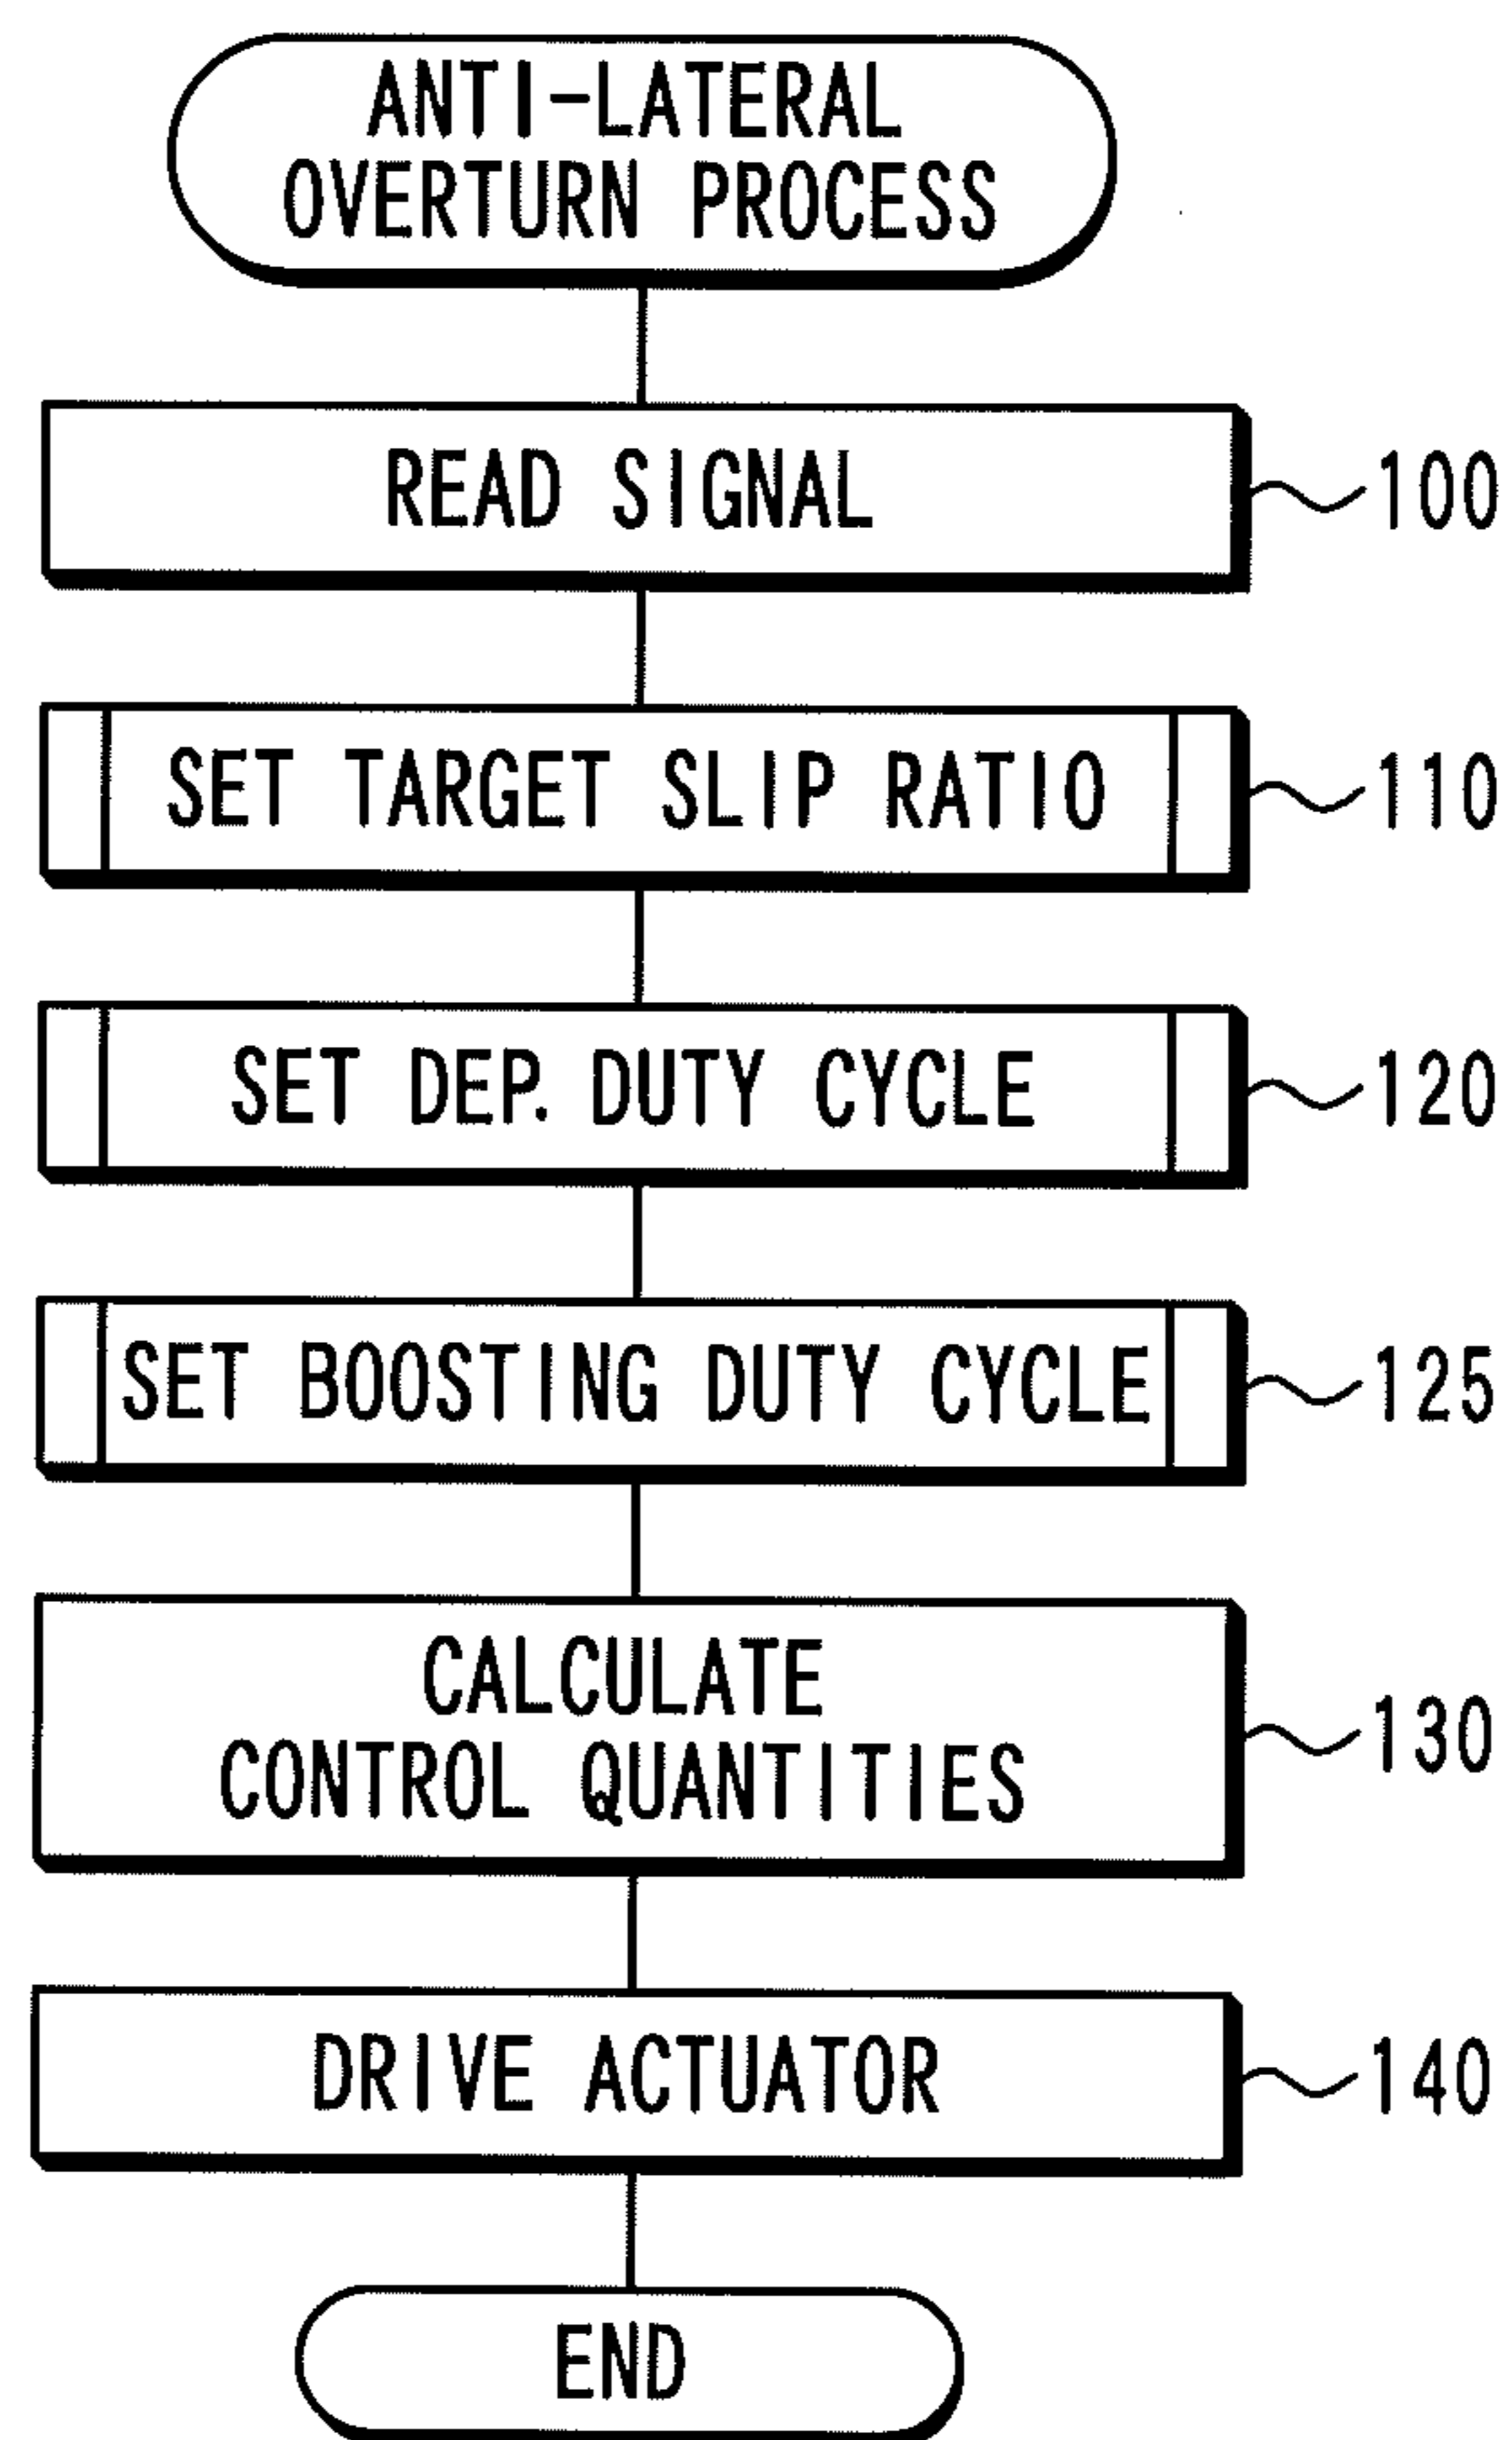 ANTI-LATERAL
OVERTURN PROCESS
READ SIGNAL
100
SET TARGET SLIP RATIO
110
SET DEP. DUTY CYCLE
120
SET BOOSTING DUTY CYCLE
125
CALCULATE
CONTROL QUANTITIES
130
DRIVE ACTUATOR
140
END